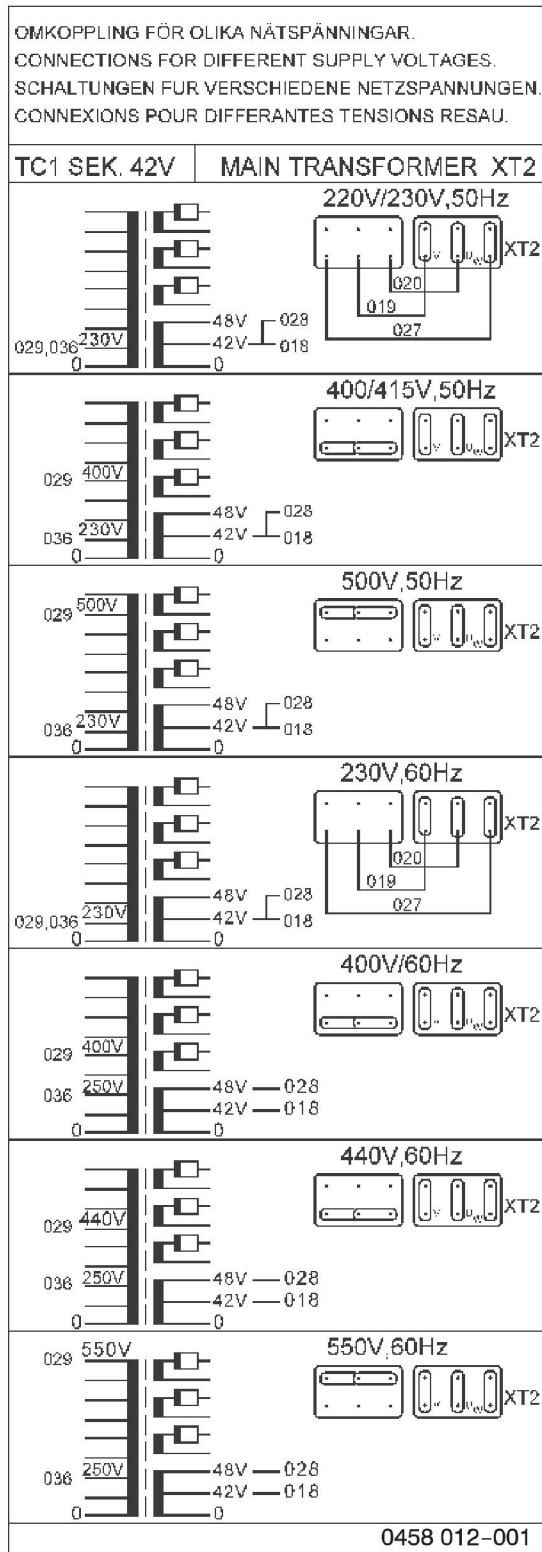 OMKOPPLING FÖR OLIKA NÄTSPÄNNINGAR.
CONNECTIONS FOR DIFFERENT SUPPLY VOLTAGES.
SCHALTUNGEN FUR VERSCHIEDENE NETZSPANNUNGEN.
CONNEXIONS POUR DIFFERANTES TENSIONS RESAU.
TC1 SEK. 42V MAIN TRANSFORMER XT2
220V/230V,50Hz
XT2
V U W
020
019
027
48V 028
029,036 230V 42V 018
0 0
400/415V,50Hz
XT2
V U W
029 400V
48V 028
036 230V 42V 018
0 0
500V,50Hz
029 500V
XT2
V U W
48V 028
036 230V 42V 018
0 0
230V,60Hz
XT2
V U W
020
019
027
48V 028
029,036 230V 42V 018
0 0
400V/60Hz
XT2
V U W
029 400V
036 250V 48V 028
42V 018
0 0
440V,60Hz
XT2
V U W
029 440V
036 250V 48V 028
42V 018
0 0
029 550V 550V,60Hz
XT2
V U W
036 250V 48V 028
42V 018
0 0
0458 012-001